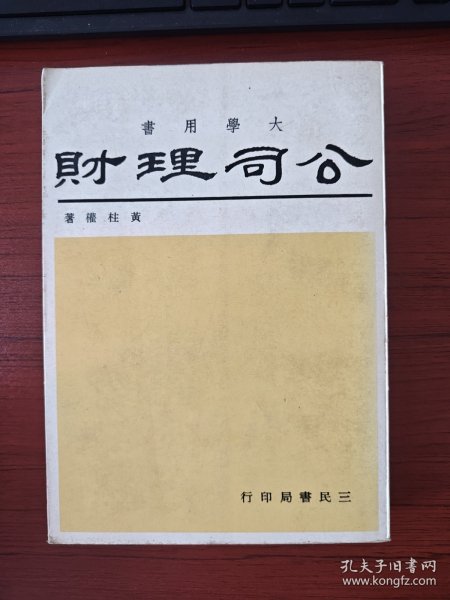 大學用書
公司理財
黃柱權著
三民書局印行
孔夫子旧书网
www.kongfz.com